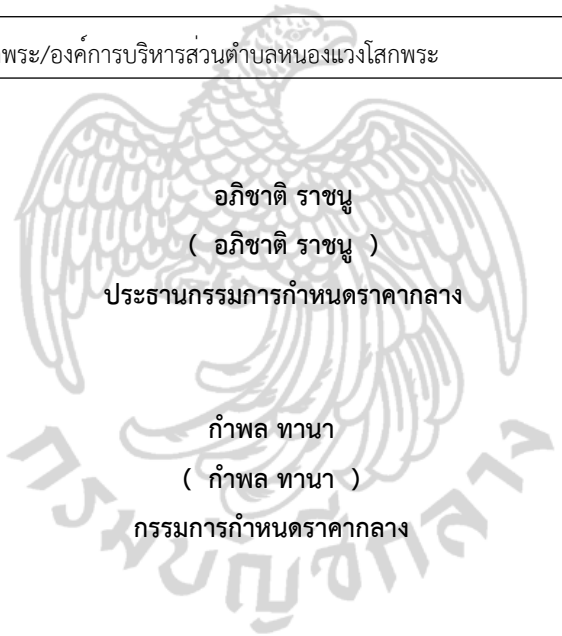 พระ/องค์การบริหารส่วนตำบลหนองแวงโสกพระ
อภิชาติ ราชนู
( อภิชาติ ราชนู )
ประธานกรรมการกำหนดราคากลาง
กำพล ทานา
( กำพล ทานา )
กรรมการกำหนดราคากลาง
กรมบัญชีกลาง